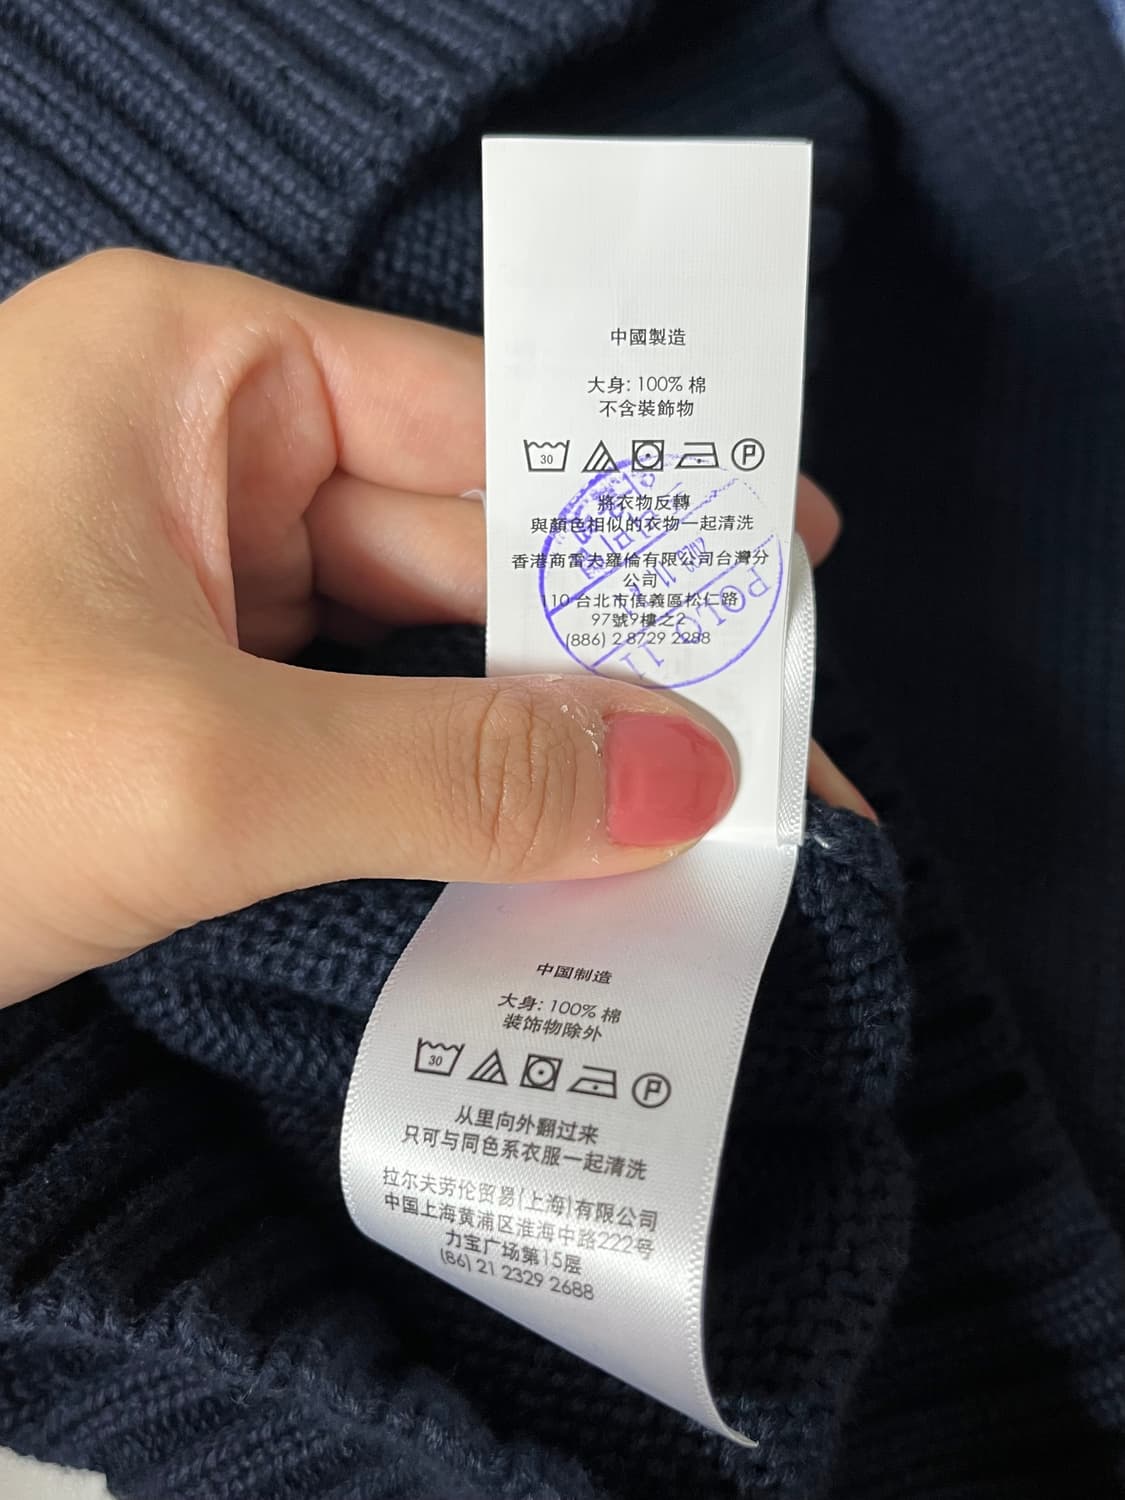 中國製造
大身: 100% 棉
不含裝飾物
30
P
將衣物反轉
與顏色相似的衣物一起清洗
香港商雷夫羅倫有限公司台灣分
公司
110 台北市信義區松仁路
97號9樓之2
(886) 2 8729 2288
POLO 11
中国制造
大身: 100% 棉
装饰物除外
30
P
从里向外翻过来
只可与同色系衣服一起清洗
拉尔夫劳伦贸易(上海)有限公司
中国上海黄浦区淮海中路222号
力宝广场第15层
(86) 21 2329 2688